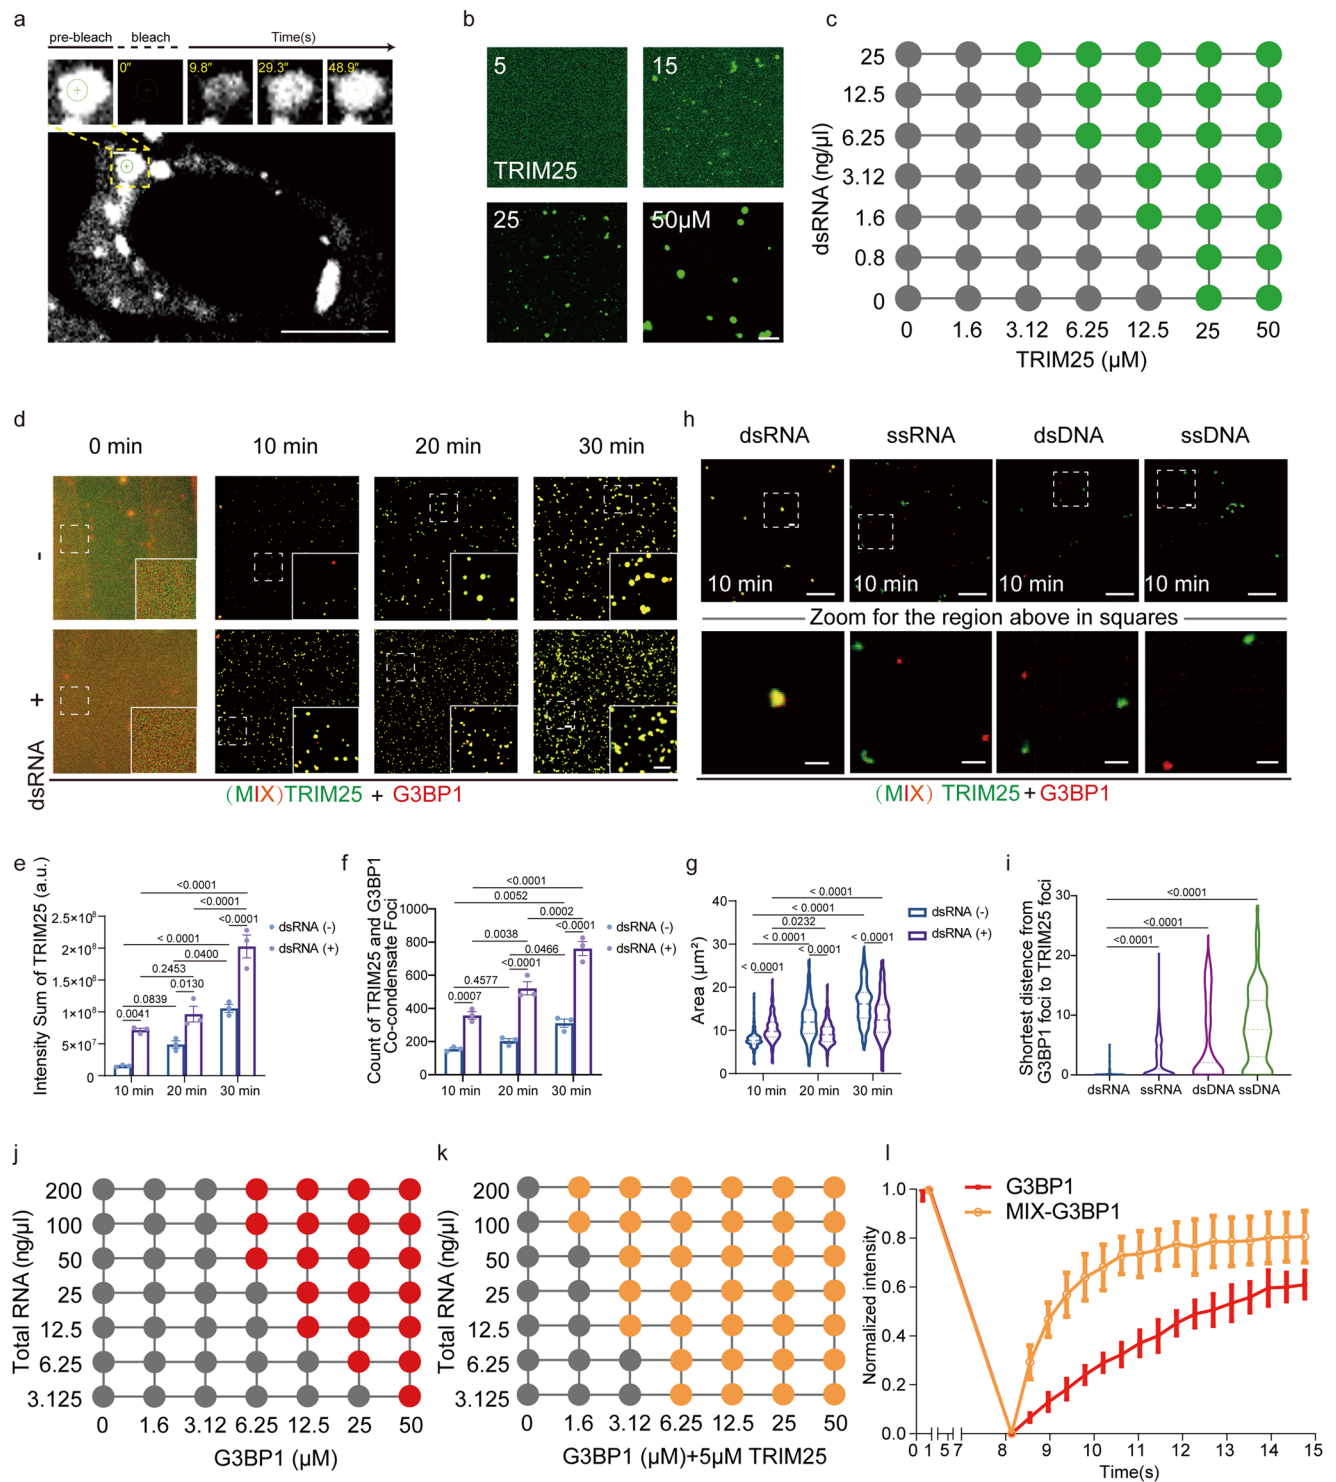 a
pre-bleach bleach Time(s)
0" 9.8" 29.3" 48.9"
b
5 15
TRIM25
25 50μM
c
dsRNA (ng/μl)
25
12.5
6.25
3.12
1.6
0.8
0
0 1.6 3.12 6.25 12.5 25 50
TRIM25 (μM)
d
0 min 10 min 20 min 30 min
-
+
dsRNA
(MIX)TRIM25 + G3BP1
h
dsRNA ssRNA dsDNA ssDNA
10 min 10 min 10 min 10 min
Zoom for the region above in squares
(MIX) TRIM25+G3BP1
e
Intensity Sum of TRIM25 (a.u.)
<0.0001
<0.0001
<0.0001
<0.0001
0.0400
0.2453
0.0130
0.0839
0.0041
2.5×10⁸
2×10⁸
1.5×10⁸
1×10⁸
5×10⁷
0
10 min 20 min 30 min
dsRNA (-)
dsRNA (+)
f
Count of TRIM25 and G3BP1
Co-condensate Foci
<0.0001
0.0052
0.0002
<0.0001
0.0038
0.0466
<0.0001
0.4577
0.0007
1000
800
600
400
200
0
10 min 20 min 30 min
dsRNA (-)
dsRNA (+)
g
Area (μm²)
< 0.0001
< 0.0001
0.0232
< 0.0001 <0.0001
<0.0001
< 0.0001
40
30
20
10
0
10 min 20 min 30 min
dsRNA (-)
dsRNA (+)
i
Shortest distence from
G3BP1 foci to TRIM25 foci
<0.0001
<0.0001
<0.0001
30
20
10
0
dsRNA ssRNA dsDNA ssDNA
j
Total RNA (ng/μl)
200
100
50
25
12.5
6.25
3.125
0 1.6 3.12 6.25 12.5 25 50
G3BP1 (μM)
k
Total RNA (ng/μl)
200
100
50
25
12.5
6.25
3.125
0 1.6 3.12 6.25 12.5 25 50
G3BP1 (μM)+5μM TRIM25
l
Normalized intensity
G3BP1
MIX-G3BP1
1.0
0.8
0.6
0.4
0.2
0.0
0 1 5 7 8 9 10 11 12 13 14 15
Time(s)